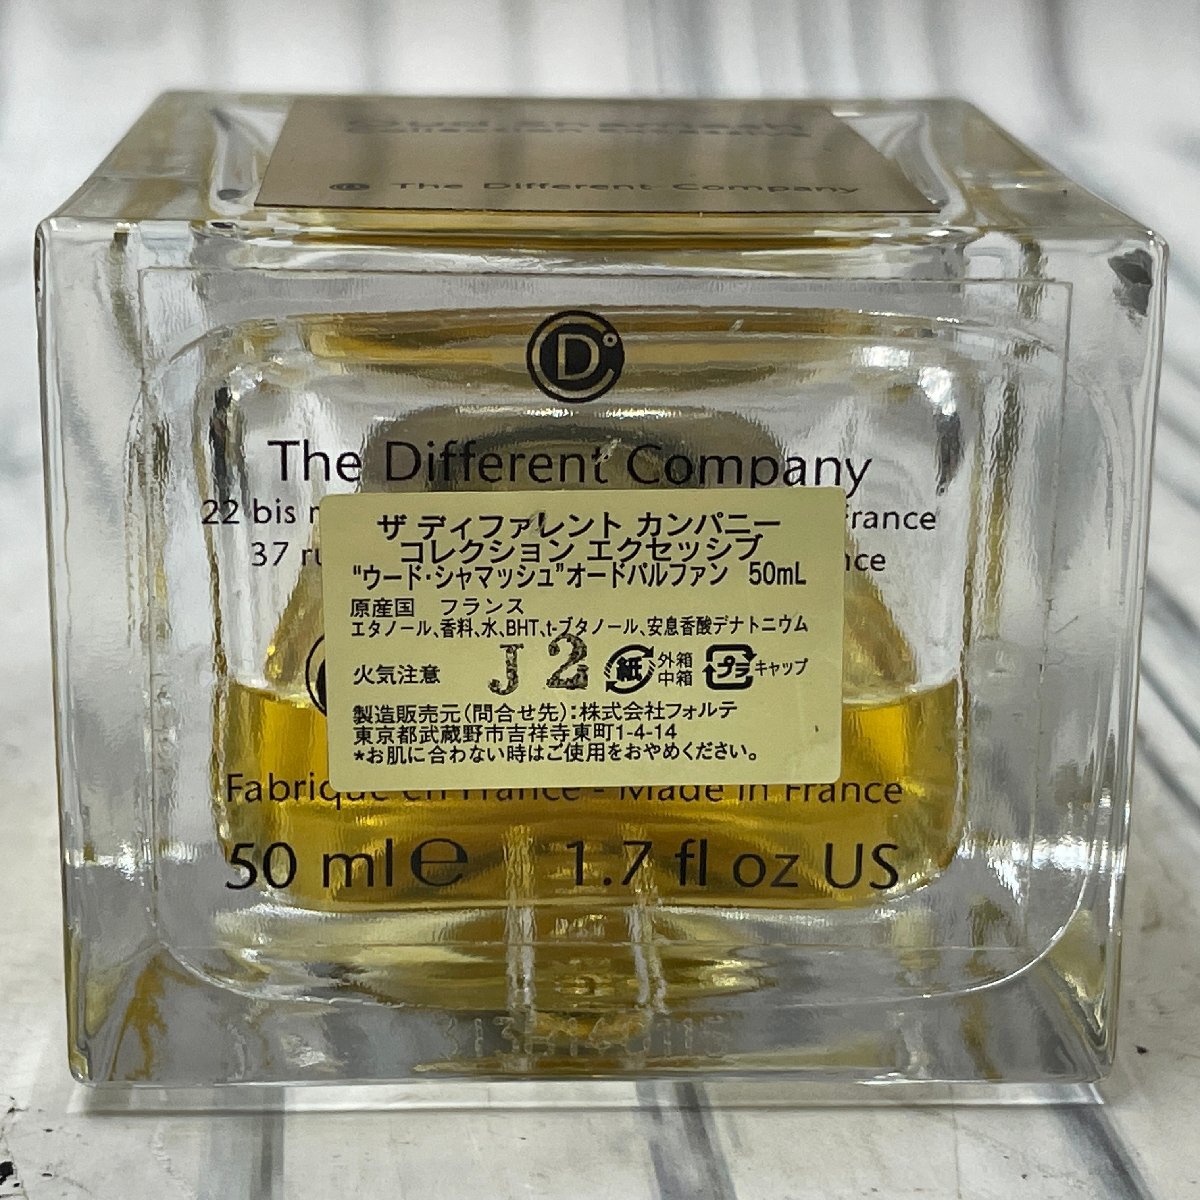 The Different Company
The Different Company
22 bis
France
37 ru
ザ ディファレント カンパニー
コレクション エクセッシブ
“ウード・シャマッシュ”オードパルファン 50mL
原産国 フランス
エタノール、香料、水、BHT、t-ブタノール、安息香酸デナトニウム
火気注意 J2 紙 外箱 中箱 プラ キャップ
製造販売元(問合せ先):株式会社フォルテ
東京都武蔵野市吉祥寺東町1-4-14
*お肌に合わない時はご使用をおやめください。
Fabriqué en France - Made in France
50 ml ℮ 1.7 fl oz US